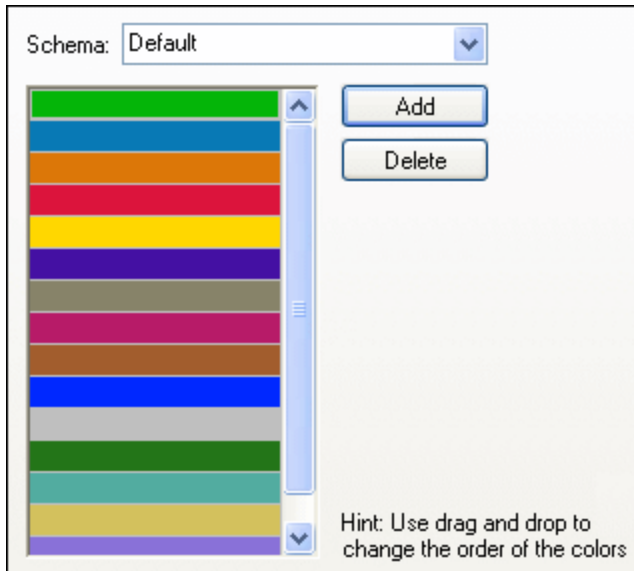 Schema: Default
Add
Delete
Hint: Use drag and drop to
change the order of the colors